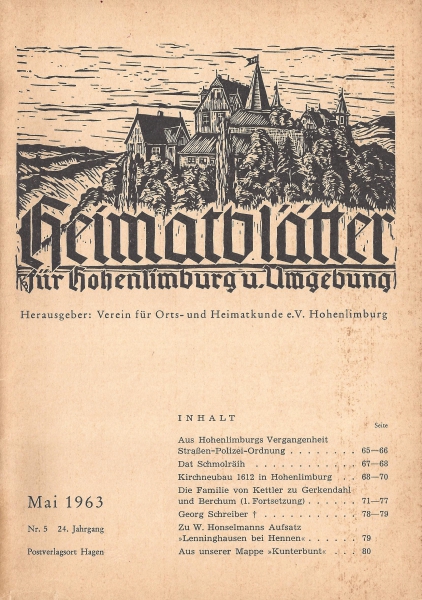 Heimatblätter
für Hohenlimburg u. Umgebung
Herausgeber: Verein für Orts- und Heimatkunde e.V. Hohenlimburg
INHALT
Seite
Aus Hohenlimburgs Vergangenheit
Straßen-Polizei-Ordnung . . . . . . . . 65—66
Dat Schmolräih . . . . . . . . . . . . 67—68
Kirchneubau 1612 in Hohenlimburg . . . 68—70
Die Familie von Kettler zu Gerkendahl
und Berchum (1. Fortsetzung) . . . . . . 71—77
Georg Schreiber † . . . . . . . . . . . 78—79
Zu W. Honselmanns Aufsatz
»Lenninghausen bei Hennen« . . . . . . 79
Aus unserer Mappe »Kunterbunt« . . . 80
Mai 1963
Nr. 5 24. Jahrgang
Postverlagsort Hagen